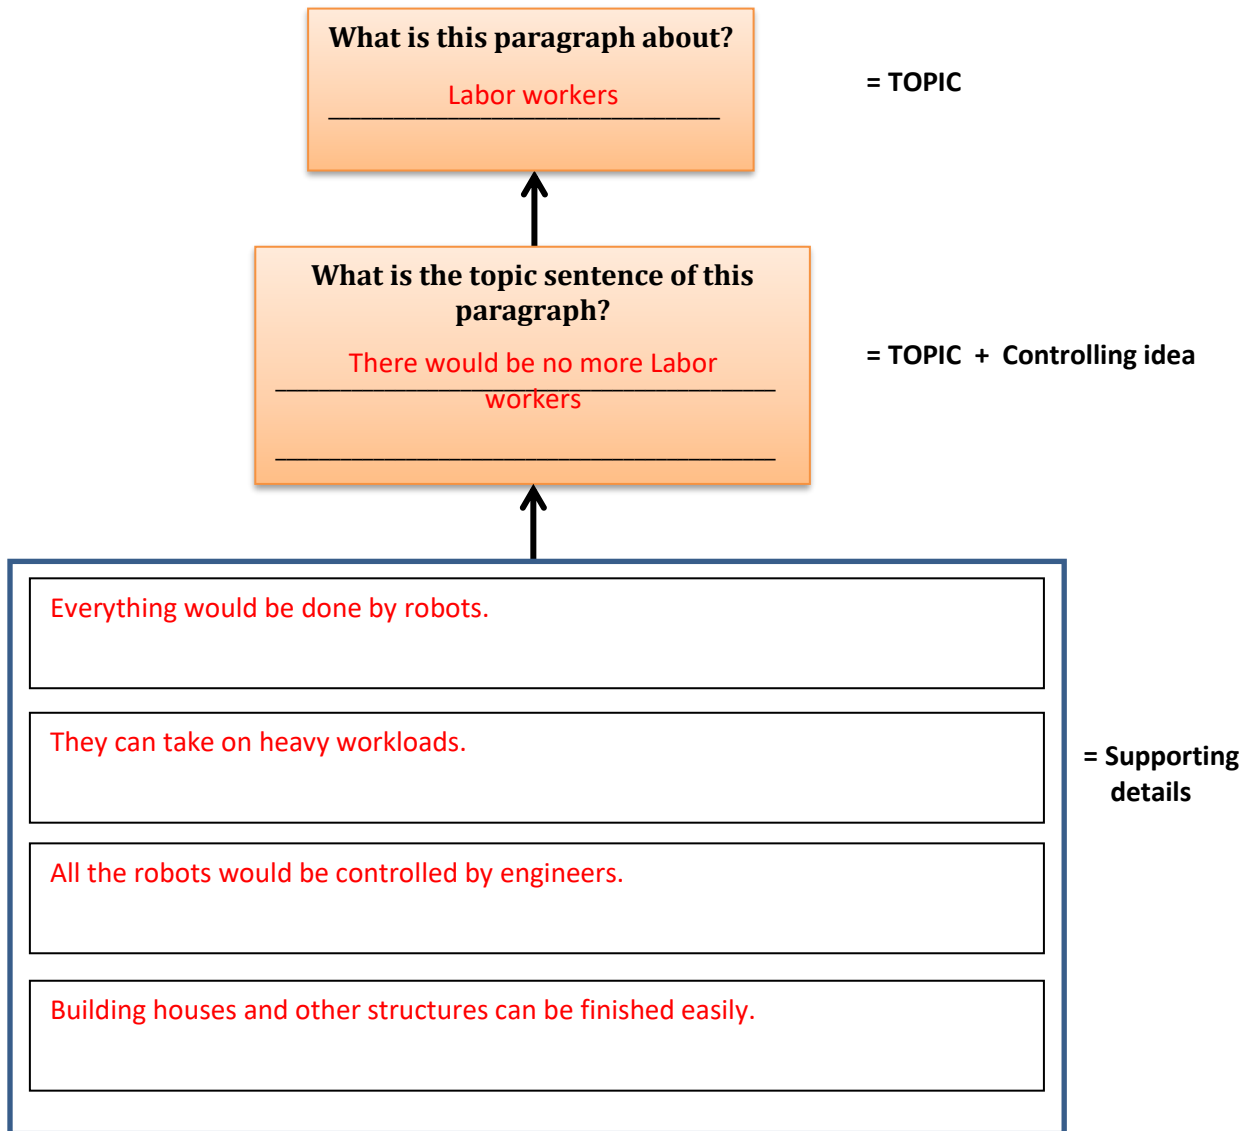 What is this paragraph about?
Labor workers
= TOPIC
What is the topic sentence of this
paragraph?
There would be no more Labor
workers
= TOPIC + Controlling idea
Everything would be done by robots.
They can take on heavy workloads.
= Supporting
details
All the robots would be controlled by engineers.
Building houses and other structures can be finished easily.